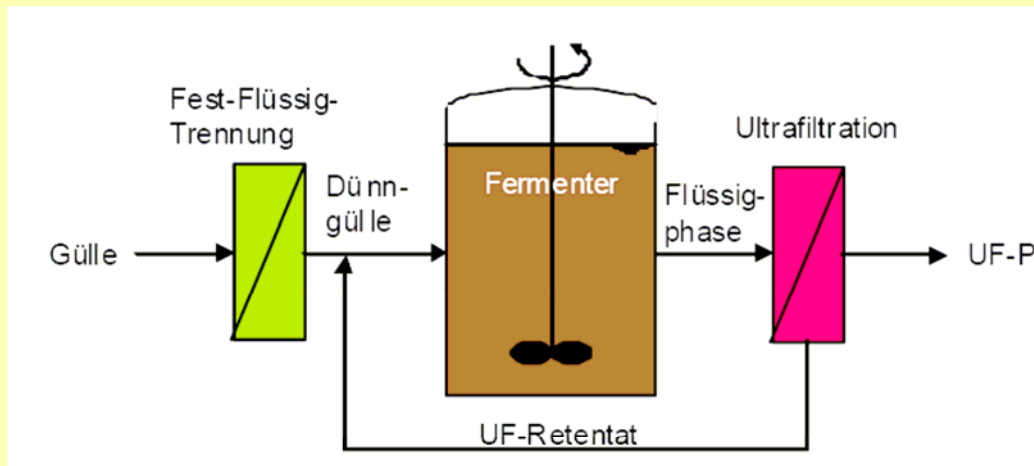 Fest-Flüssig-
Trennung
Ultrafiltration
Dünn-
gülle
Fermenter
Flüssig-
phase
Gülle
UF-P
UF-Retentat